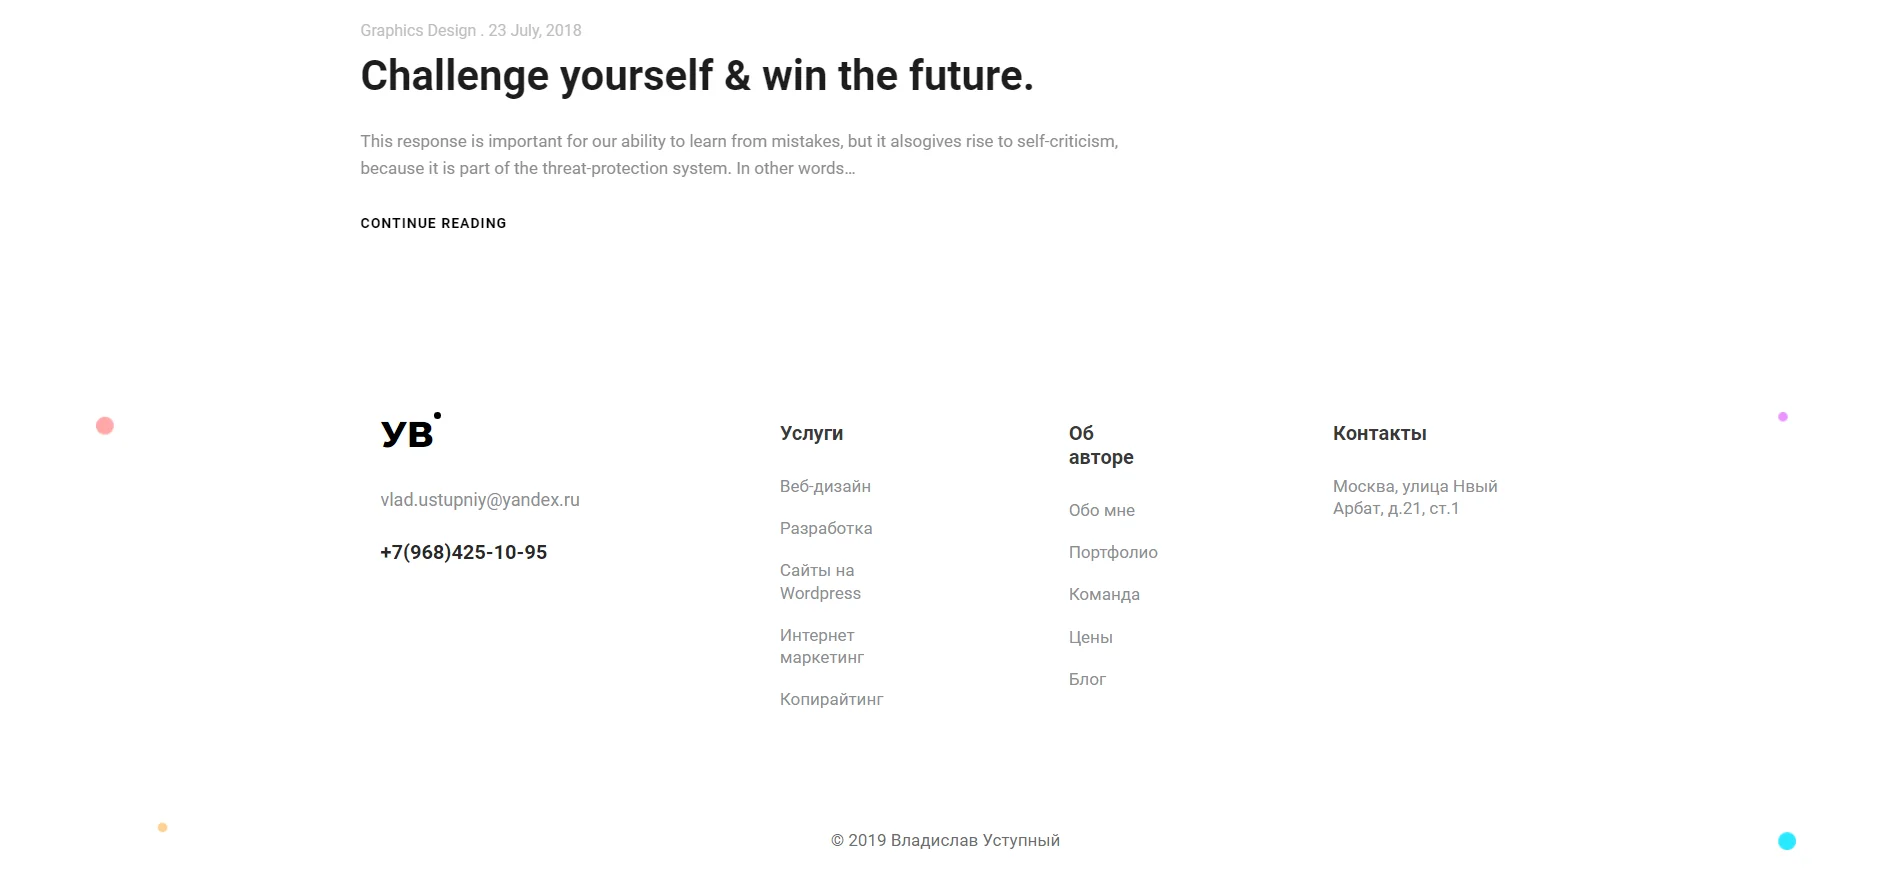 Graphics Design . 23 July, 2018
Challenge yourself & win the future.
This response is important for our ability to learn from mistakes, but it alsogives rise to self-criticism,
because it is part of the threat-protection system. In other words…
CONTINUE READING
УВ
vlad.ustupniy@yandex.ru
+7(968)425-10-95
Услуги
Веб-дизайн
Разработка
Сайты на
Wordpress
Интернет
маркетинг
Копирайтинг
Об
авторе
Обо мне
Портфолио
Команда
Цены
Блог
Контакты
Москва, улица Нвый
Арбат, д.21, ст.1
© 2019 Владислав Уступный